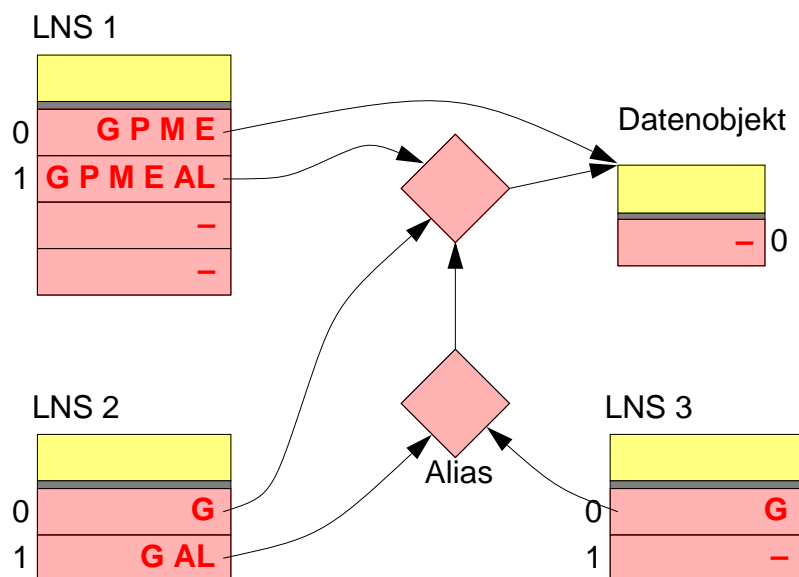 LNS 1
0 G P M E
1 G P M E AL
–
–
Datenobjekt
– 0
LNS 2
0 G
1 G AL
Alias
LNS 3
0 G
1 –